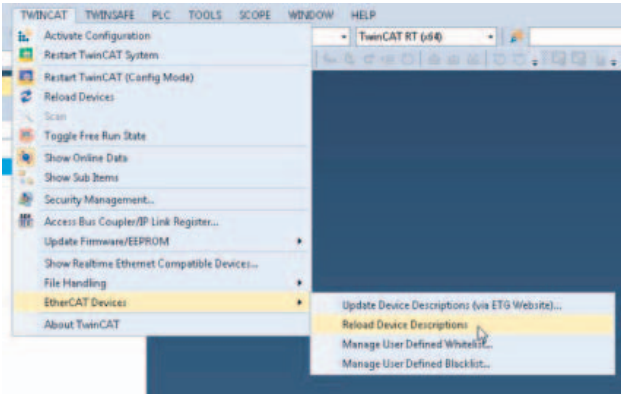 TWINCAT TWINSAFE PLC TOOLS SCOPE WINDOW HELP
Activate Configuration
TwinCAT RT (x64)
Restart TwinCAT System
Restart TwinCAT (Config Mode)
Reload Devices
Scan
Toggle Free Run State
Show Online Data
Show Sub Items
Security Management...
Access Bus Coupler/IP Link Register...
Update Firmware/EEPROM
Show Realtime Ethernet Compatible Devices...
File Handling
EtherCAT Devices
Update Device Descriptions (via ETG Website)...
About TwinCAT
Reload Device Descriptions
Manage User Defined Whitelist...
Manage User Defined Blacklist...